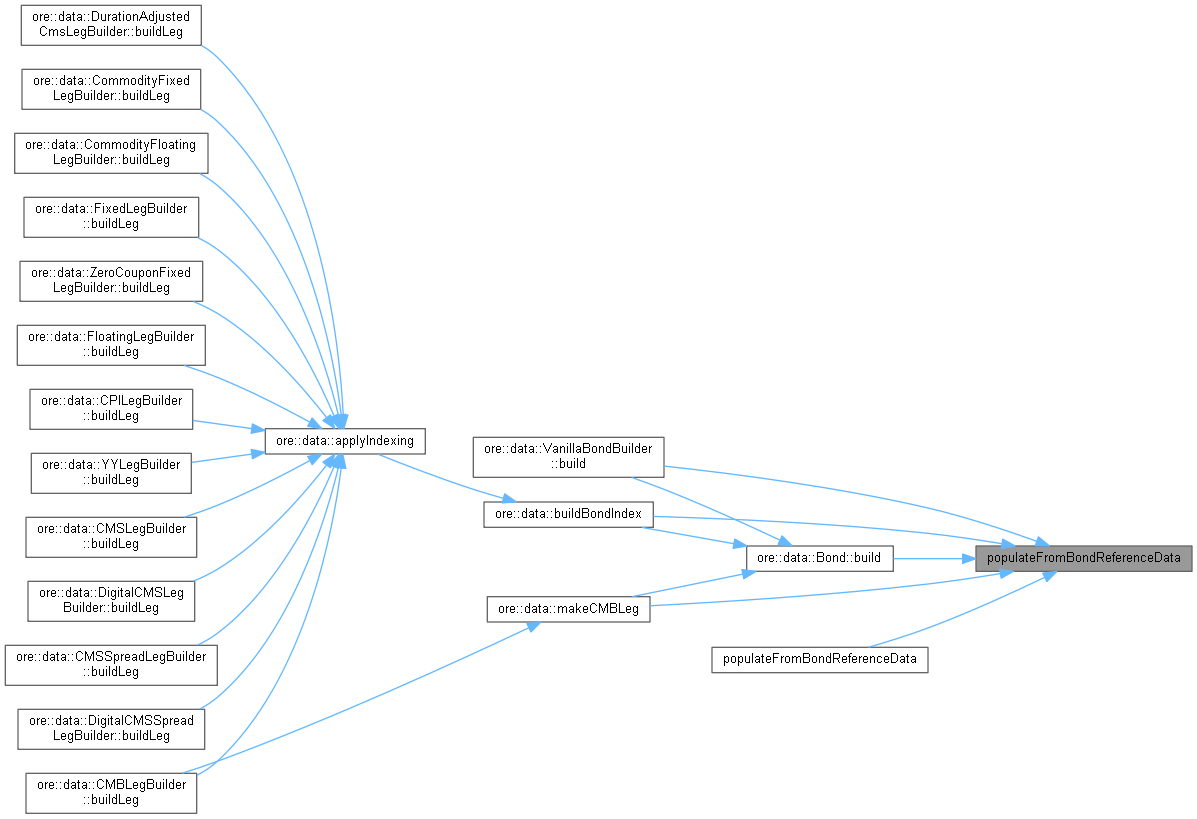 ore::data::DurationAdjusted
CmsLegBuilder::buildLeg
ore::data::CommodityFixed
LegBuilder::buildLeg
ore::data::CommodityFloating
LegBuilder::buildLeg
ore::data::FixedLegBuilder
::buildLeg
ore::data::ZeroCouponFixed
LegBuilder::buildLeg
ore::data::FloatingLegBuilder
::buildLeg
ore::data::CPILegBuilder
::buildLeg
ore::data::YYLegBuilder
::buildLeg
ore::data::CMSLegBuilder
::buildLeg
ore::data::DigitalCMSLeg
Builder::buildLeg
ore::data::CMSSpreadLegBuilder
::buildLeg
ore::data::DigitalCMSSpread
LegBuilder::buildLeg
ore::data::CMBLegBuilder
::buildLeg
ore::data::applyIndexing
ore::data::VanillaBondBuilder
::build
ore::data::buildBondIndex
ore::data::makeCMBLeg
ore::data::Bond::build
populateFromBondReferenceData
populateFromBondReferenceData